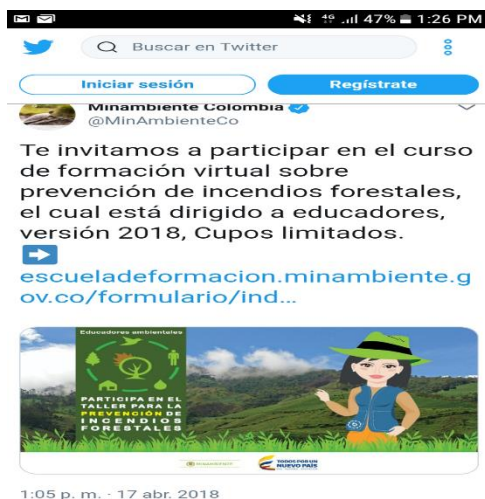 47% 1:26 PM
Buscar en Twitter
Iniciar sesión Regístrate
Minambiente Colombia
@MinAmbienteCo
Te invitamos a participar en el curso
de formación virtual sobre
prevención de incendios forestales,
el cual está dirigido a educadores,
versión 2018, Cupos limitados.
escueladeformacion.minambiente.g
ov.co/formulario/ind...
Educadores ambientales
PARTICIPA EN EL
TALLER PARA LA
PREVENCIÓN DE
INCENDIOS
FORESTALES
TODOS POR UN
NUEVO PAÍS
1:05 p. m. · 17 abr. 2018